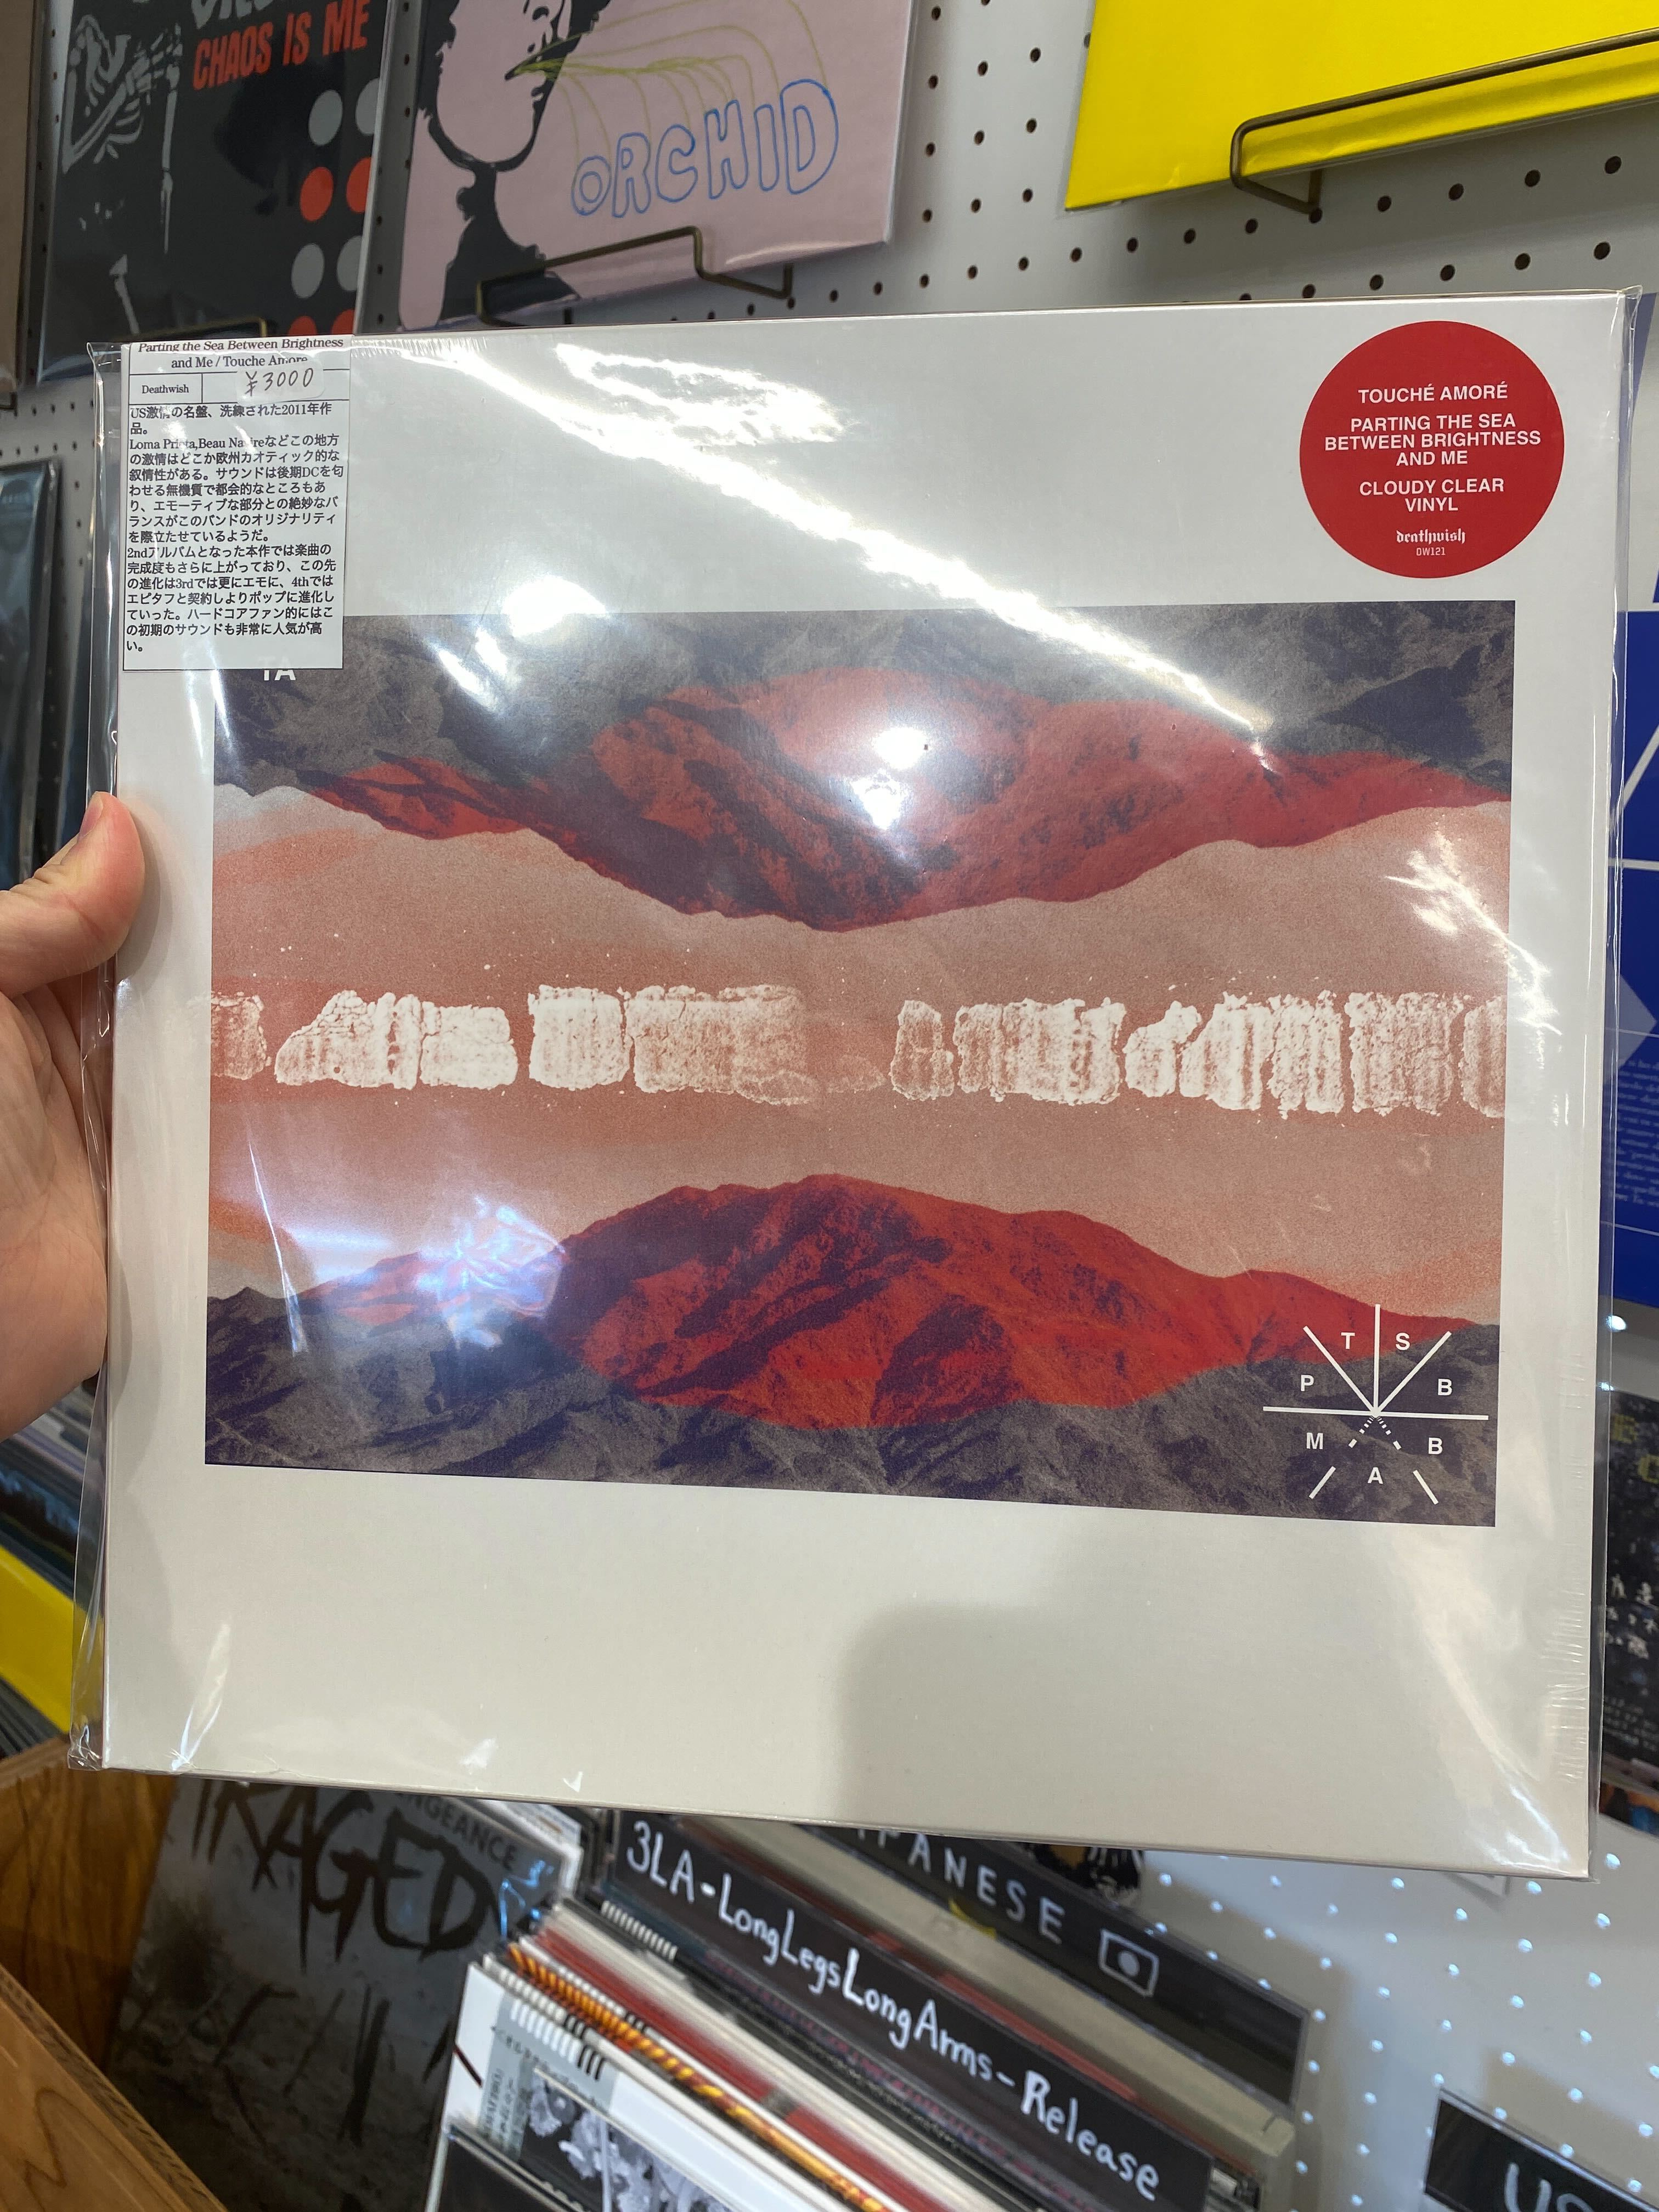 CHAOS IS ME
ORCHID
Parting the Sea Between Brightness
and Me / Touche Amore
Deathwish
¥3000
US激情の名盤、洗練された2011年作
品。
Loma Prieta,Beau Navireなどこの地方
の激情はどこか欧州カオティック的な
叙情性がある。サウンドは後期DCを匂
わせる無機質で都会的なところもあ
り、エモーティブな部分との絶妙なバ
ランスがこのバンドのオリジナリティ
を際立たせているようだ。
2ndアルバムとなった本作では楽曲の
完成度もさらに上がっており、この先
の進化は3rdでは更にエモに、4thでは
エピタフと契約しよりポップに進化し
ていった。ハードコアファン的にはこ
の初期のサウンドも非常に人気が高
い。
TOUCHÉ AMORÉ
PARTING THE SEA
BETWEEN BRIGHTNESS
AND ME
CLOUDY CLEAR
VINYL
deathwish
DW121
TA
T S
P B
M B
A
NGEANCE
TRAGED
PANESE
3LA-LongLegsLongArms-Release
US